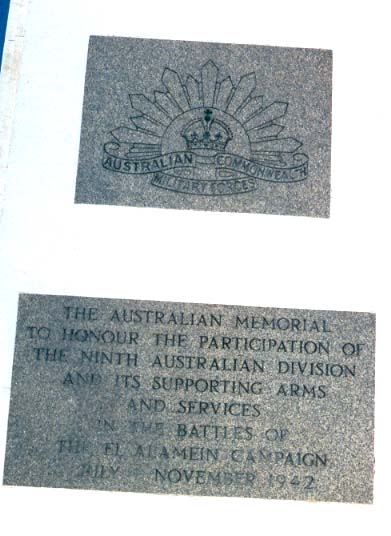 AUSTRALIAN COMMONWEALTH
MILITARY FORCES
THE AUSTRALIAN MEMORIAL
TO HONOUR THE PARTICIPATION OF
THE NINTH AUSTRALIAN DIVISION
AND ITS SUPPORTING ARMS
AND SERVICES
IN THE BATTLES OF
THE EL ALAMEIN CAMPAIGN
JULY – NOVEMBER 1942